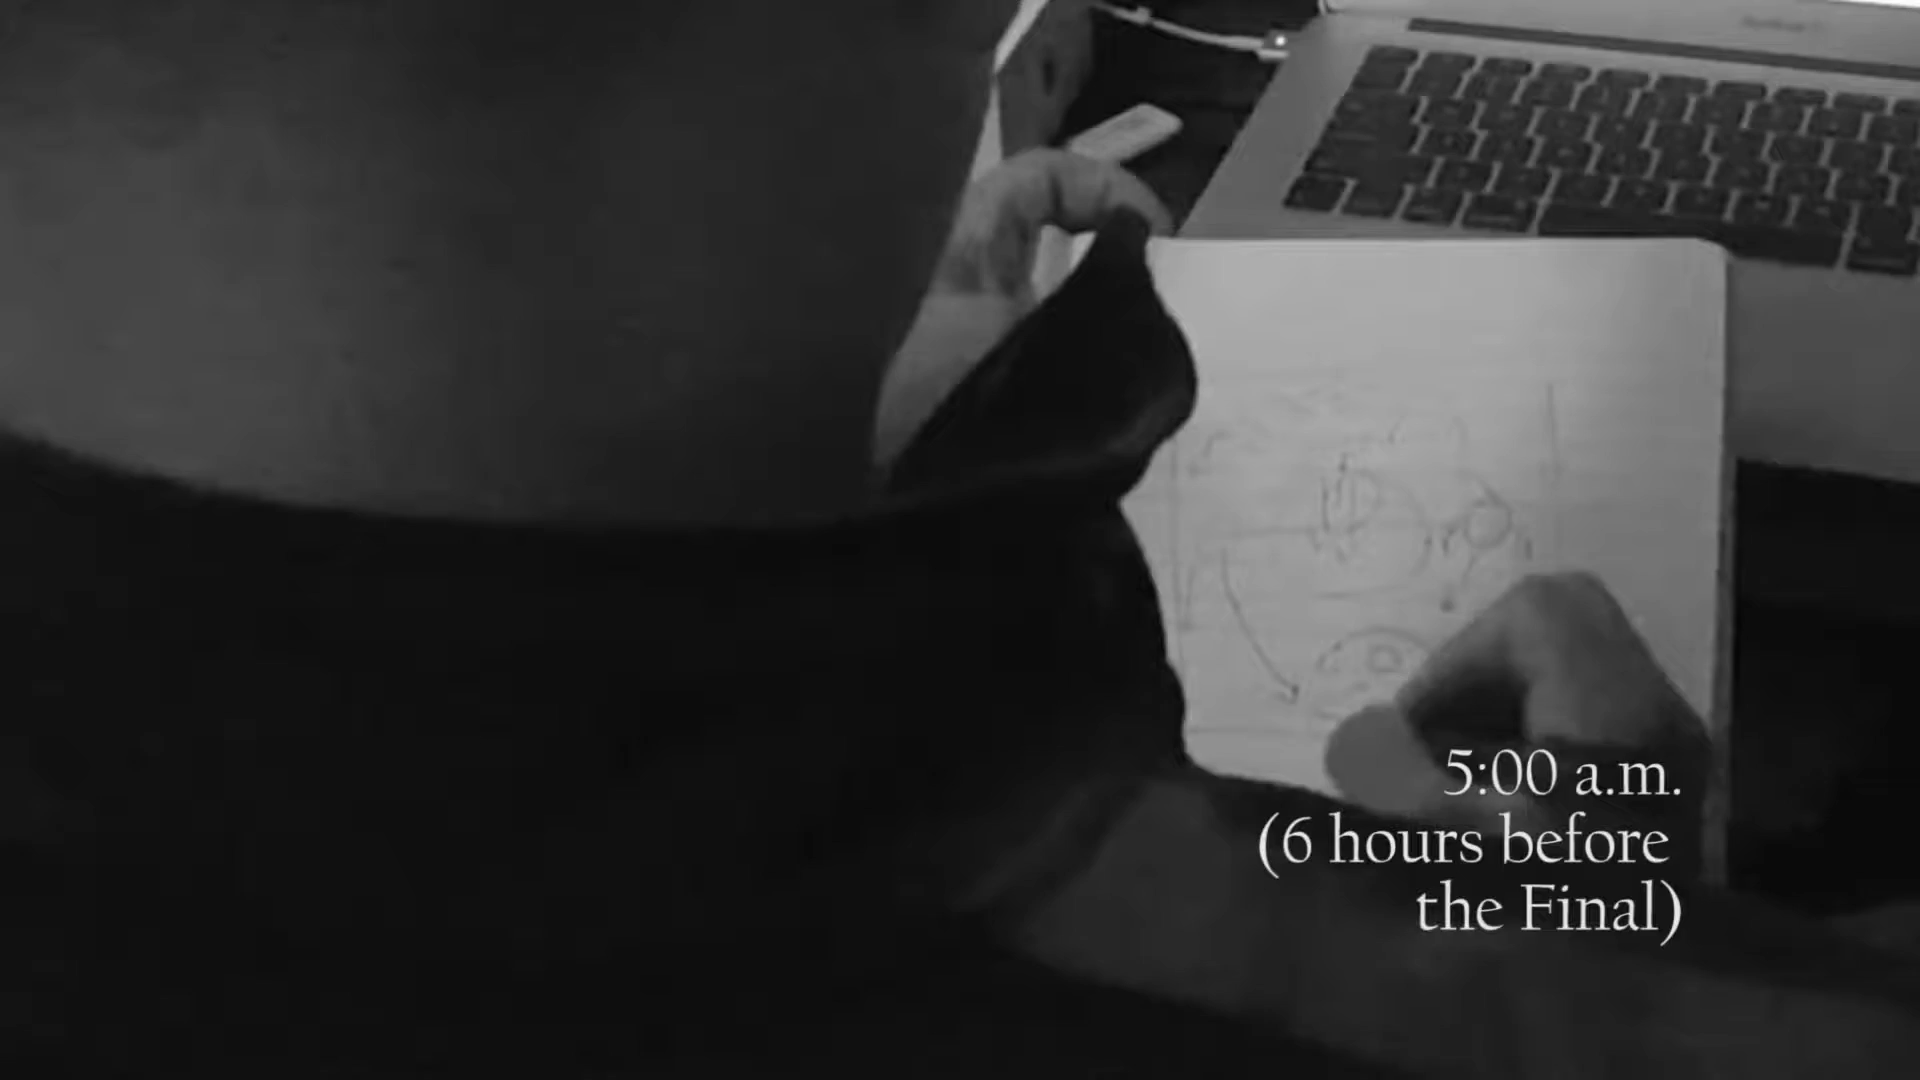 5:00 a.m.
(6 hours before
the Final)